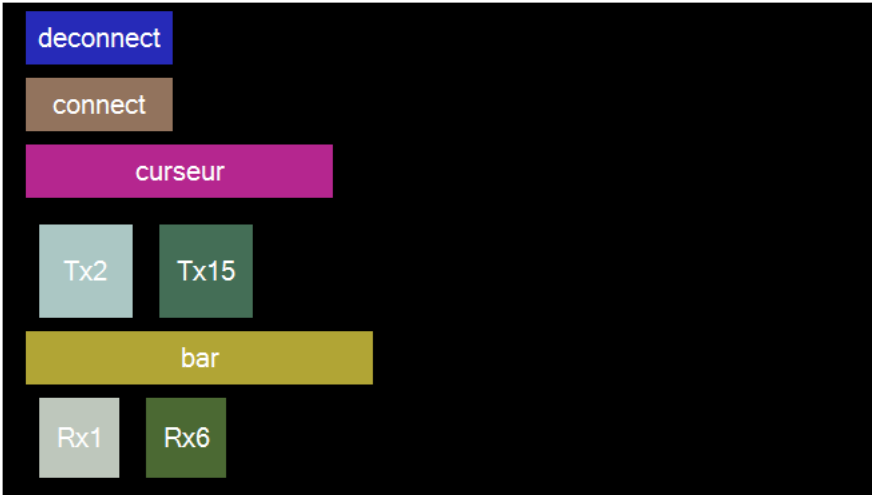 deconnect
connect
curseur
Tx2 Tx15
bar
Rx1 Rx6